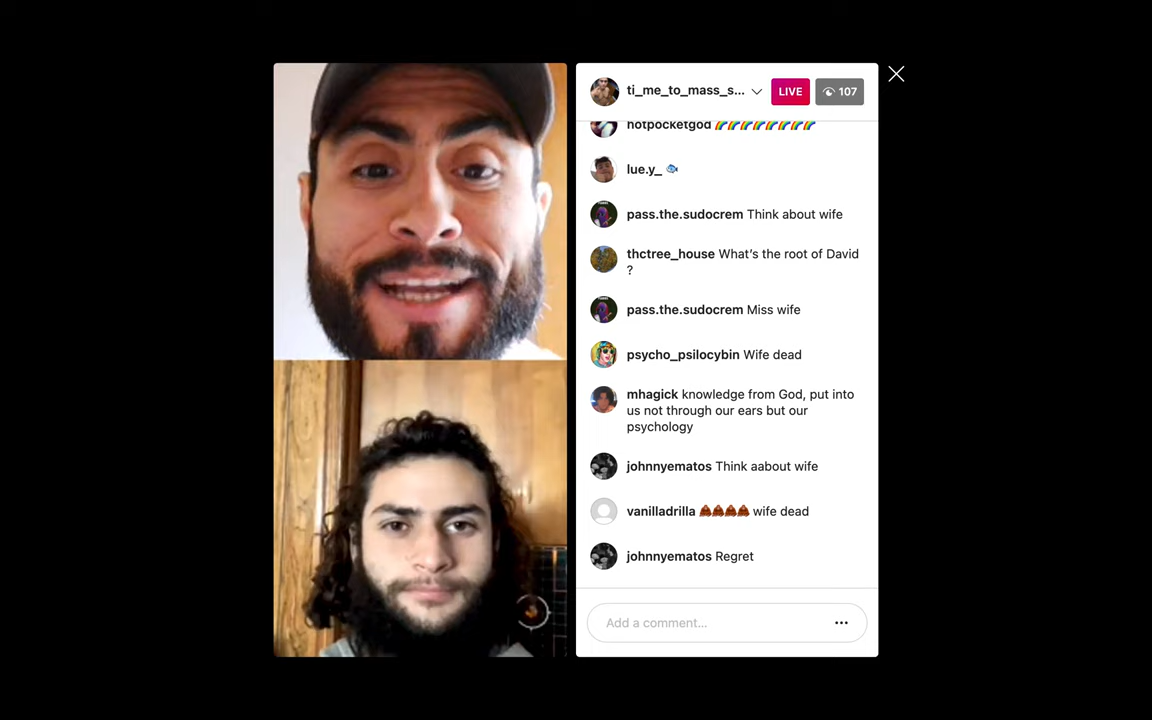 ti_me_to_mass_s...
LIVE
107
hotpocketgod 🌈🌈🌈🌈🌈🌈🌈🌈
lue.y_ 🐟
pass.the.sudocrem Think about wife
thctree_house What's the root of David
?
pass.the.sudocrem Miss wife
psycho_psilocybin Wife dead
mhagick knowledge from God, put into
us not through our ears but our
psychology
johnnyematos Think aabout wife
vanilladrilla 💩💩💩💩 wife dead
johnnyematos Regret
Add a comment...